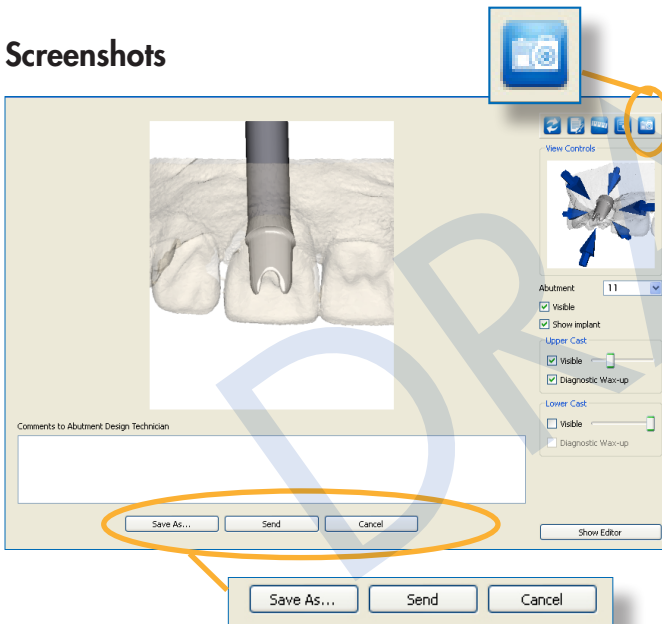 Screenshots
View Controls
Abutment 11
Visible
Show implant
Upper Cast
Visible
Diagnostic Wax-up
Lower Cast
Visible
Diagnostic Wax-up
Comments to Abutment Design Technician
Save As... Send Cancel
Show Editor
Save As... Send Cancel